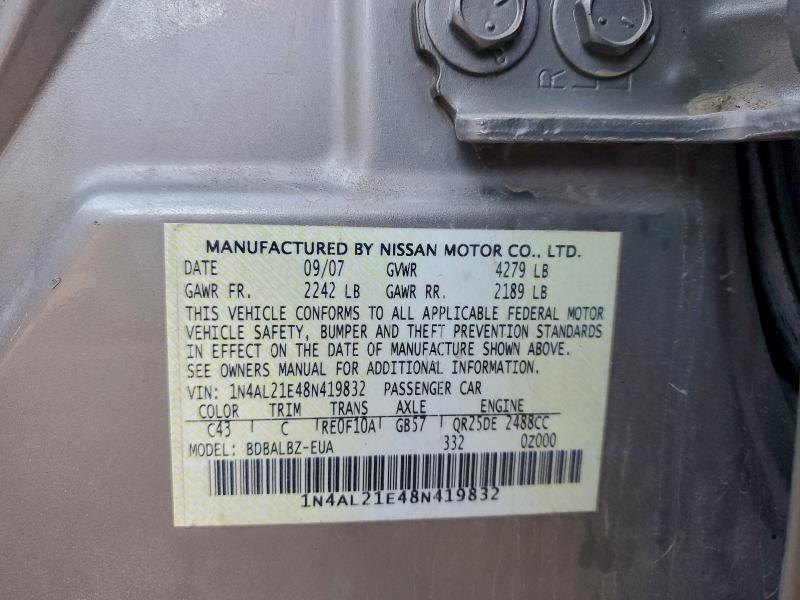 R
L
MANUFACTURED BY NISSAN MOTOR CO., LTD.
DATE 09/07 GVWR 4279 LB
GAWR FR. 2242 LB GAWR RR. 2189 LB
THIS VEHICLE CONFORMS TO ALL APPLICABLE FEDERAL MOTOR
VEHICLE SAFETY, BUMPER AND THEFT PREVENTION STANDARDS
IN EFFECT ON THE DATE OF MANUFACTURE SHOWN ABOVE.
SEE OWNERS MANUAL FOR ADDITIONAL INFORMATION.
VIN: 1N4AL21E48N419832 PASSENGER CAR
COLOR TRIM TRANS AXLE ENGINE
C43 C RE0F10A GB57 QR25DE 2488CC
MODEL: BDBALBZ-EUA 332 0Z000
1N4AL21E48N419832